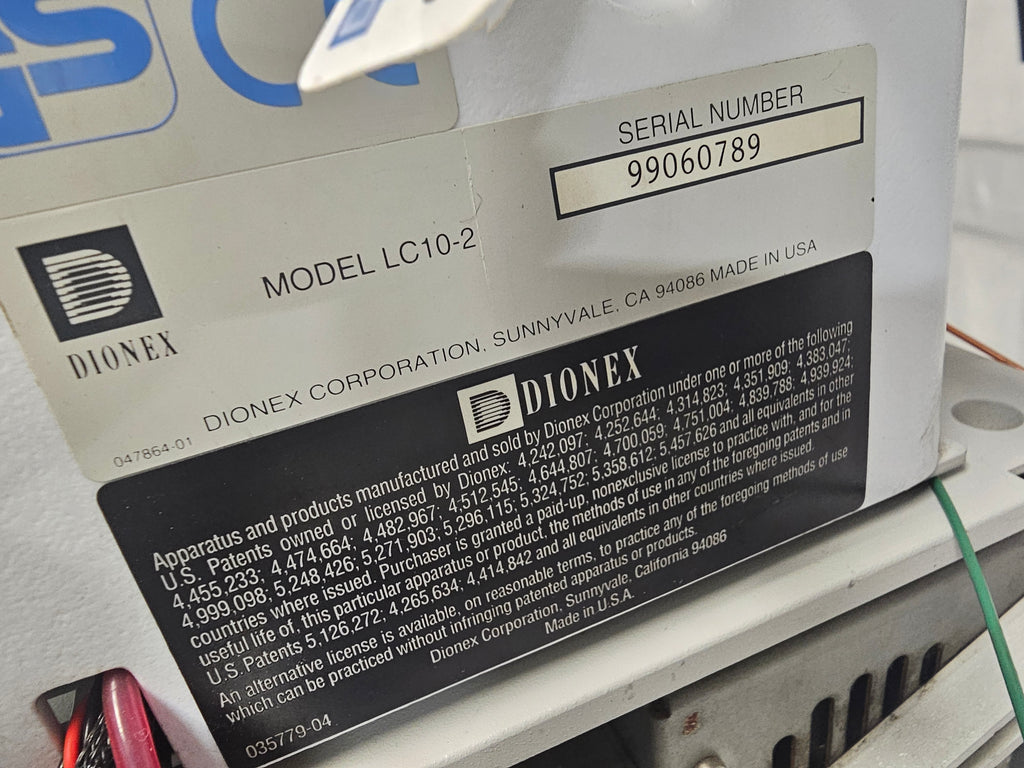 SERIAL NUMBER
99060789
MODEL LC10-2
DIONEX
DIONEX CORPORATION, SUNNYVALE, CA 94086 MADE IN USA
047864-01
DIONEX
Apparatus and products manufactured and sold by Dionex Corporation under one or more of the following
U.S. Patents owned or licensed by Dionex: 4,242,097; 4,252,644; 4,314,823; 4,351,909; 4,383,047;
4,455,233; 4,474,664; 4,482,967; 4,512,545; 4,644,807; 4,700,059; 4,751,004; 4,839,788; 4,939,924;
4,999,098; 5,248,426; 5,271,903; 5,296,115; 5,324,752; 5,358,612; 5,457,626 and all equivalents in other
countries where issued. Purchaser is granted a paid-up, nonexclusive license to practice with, and for the
useful life of, this particular apparatus or product, the methods of use in any of the foregoing patents and in
U.S. Patents 5,126,272; 4,265,634; 4,414,842 and all equivalents in other countries where issued.
An alternative license is available, on reasonable terms, to practice any of the foregoing methods of use
which can be practiced without infringing patented apparatus or products.
Dionex Corporation, Sunnyvale, California 94086
Made in U.S.A.
035779-04